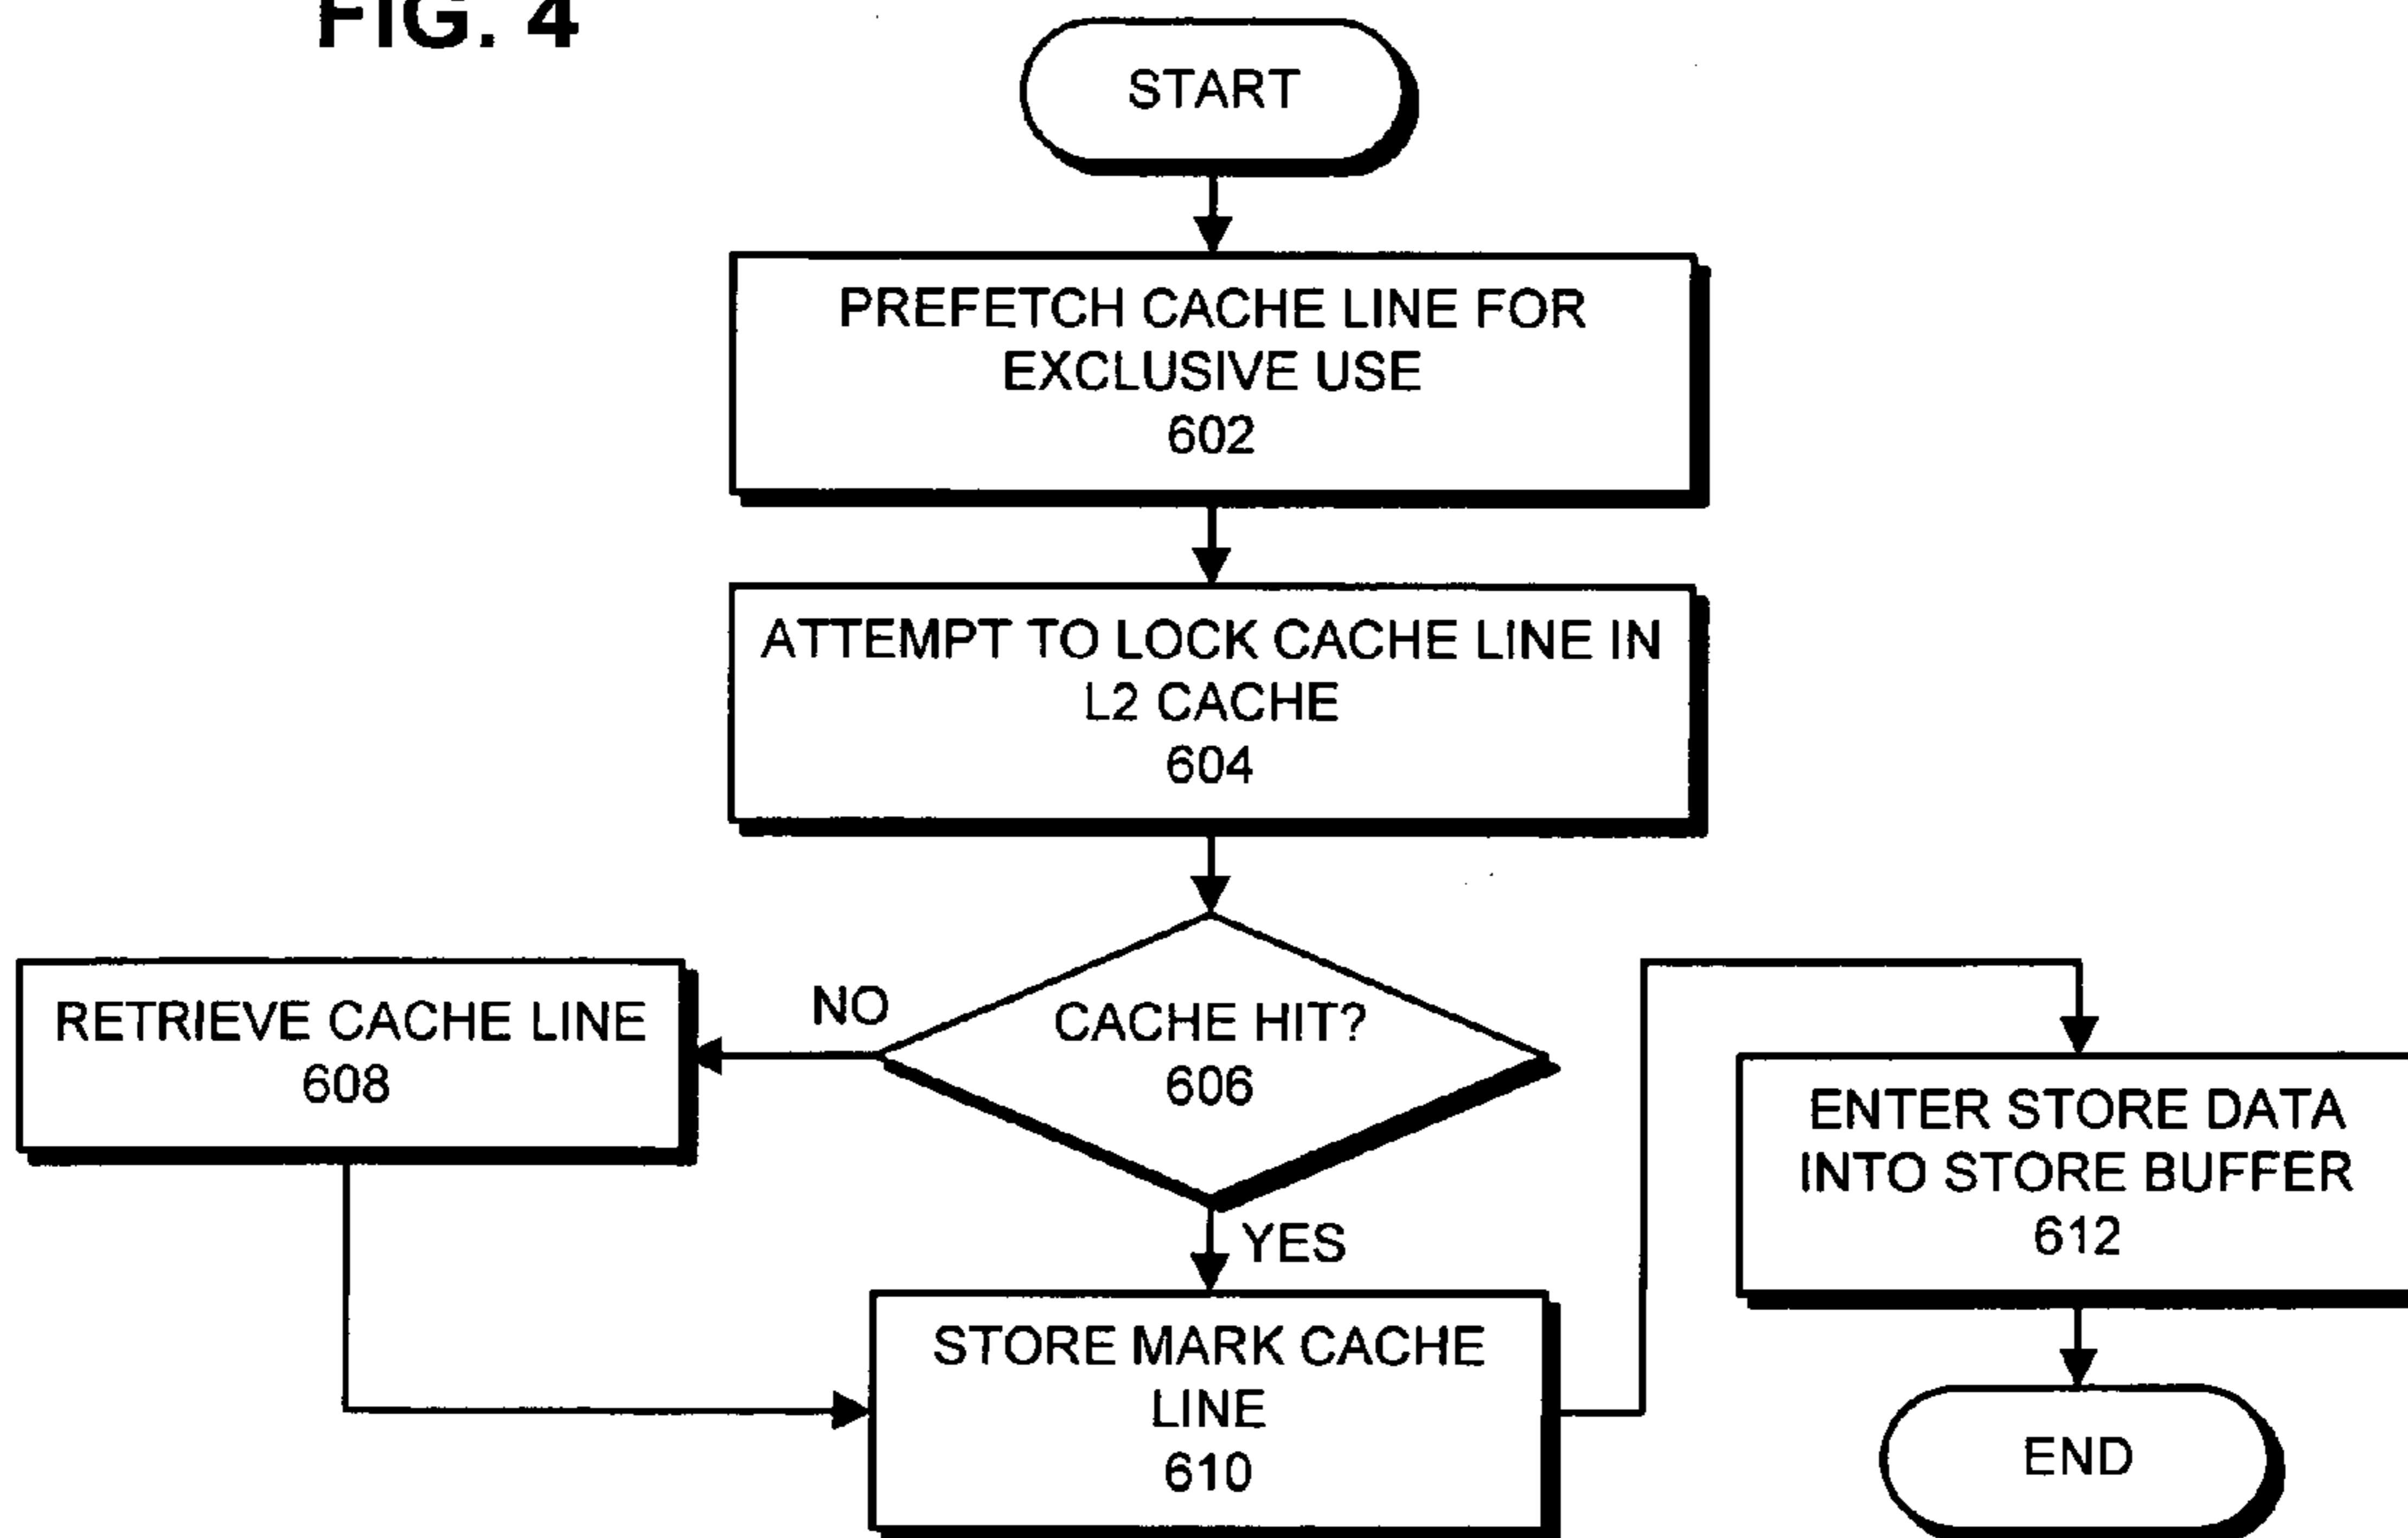 FIG. 4
START
PREFETCH CACHE LINE FOR
EXCLUSIVE USE
602
ATTEMPT TO LOCK CACHE LINE IN
L2 CACHE
604
CACHE HIT?
606
NO
RETRIEVE CACHE LINE
608
YES
STORE MARK CACHE
LINE
610
ENTER STORE DATA
INTO STORE BUFFER
612
END